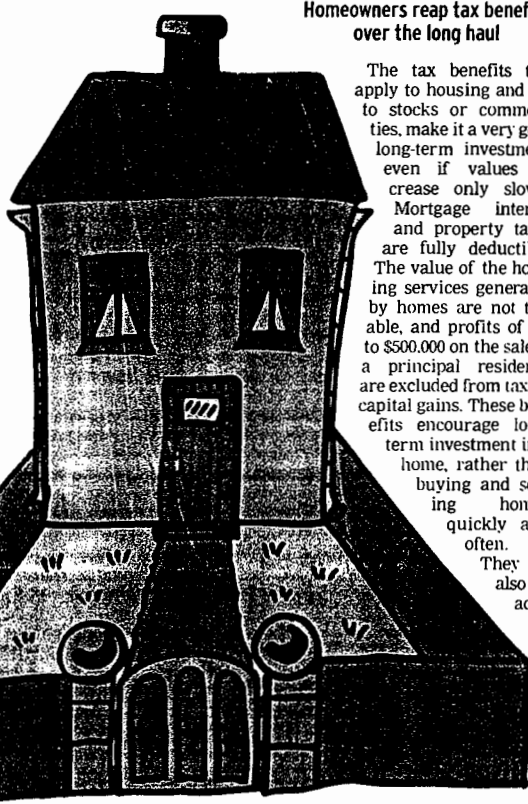 Homeowners reap tax benef
over the long haul
The tax benefits t
apply to housing and
to stocks or comm
ties, make it a very g
long-term investme
even if values
crease only slow
Mortgage inter
and property ta
are fully deducti
The value of the ho
ing services genera
by homes are not t
able, and profits of
to $500,000 on the sale
a principal resider
are excluded from tax
capital gains. These b
efits encourage lo
term investment i
home, rather th
buying and se
ing hom
quickly a
often.
They
also
ac